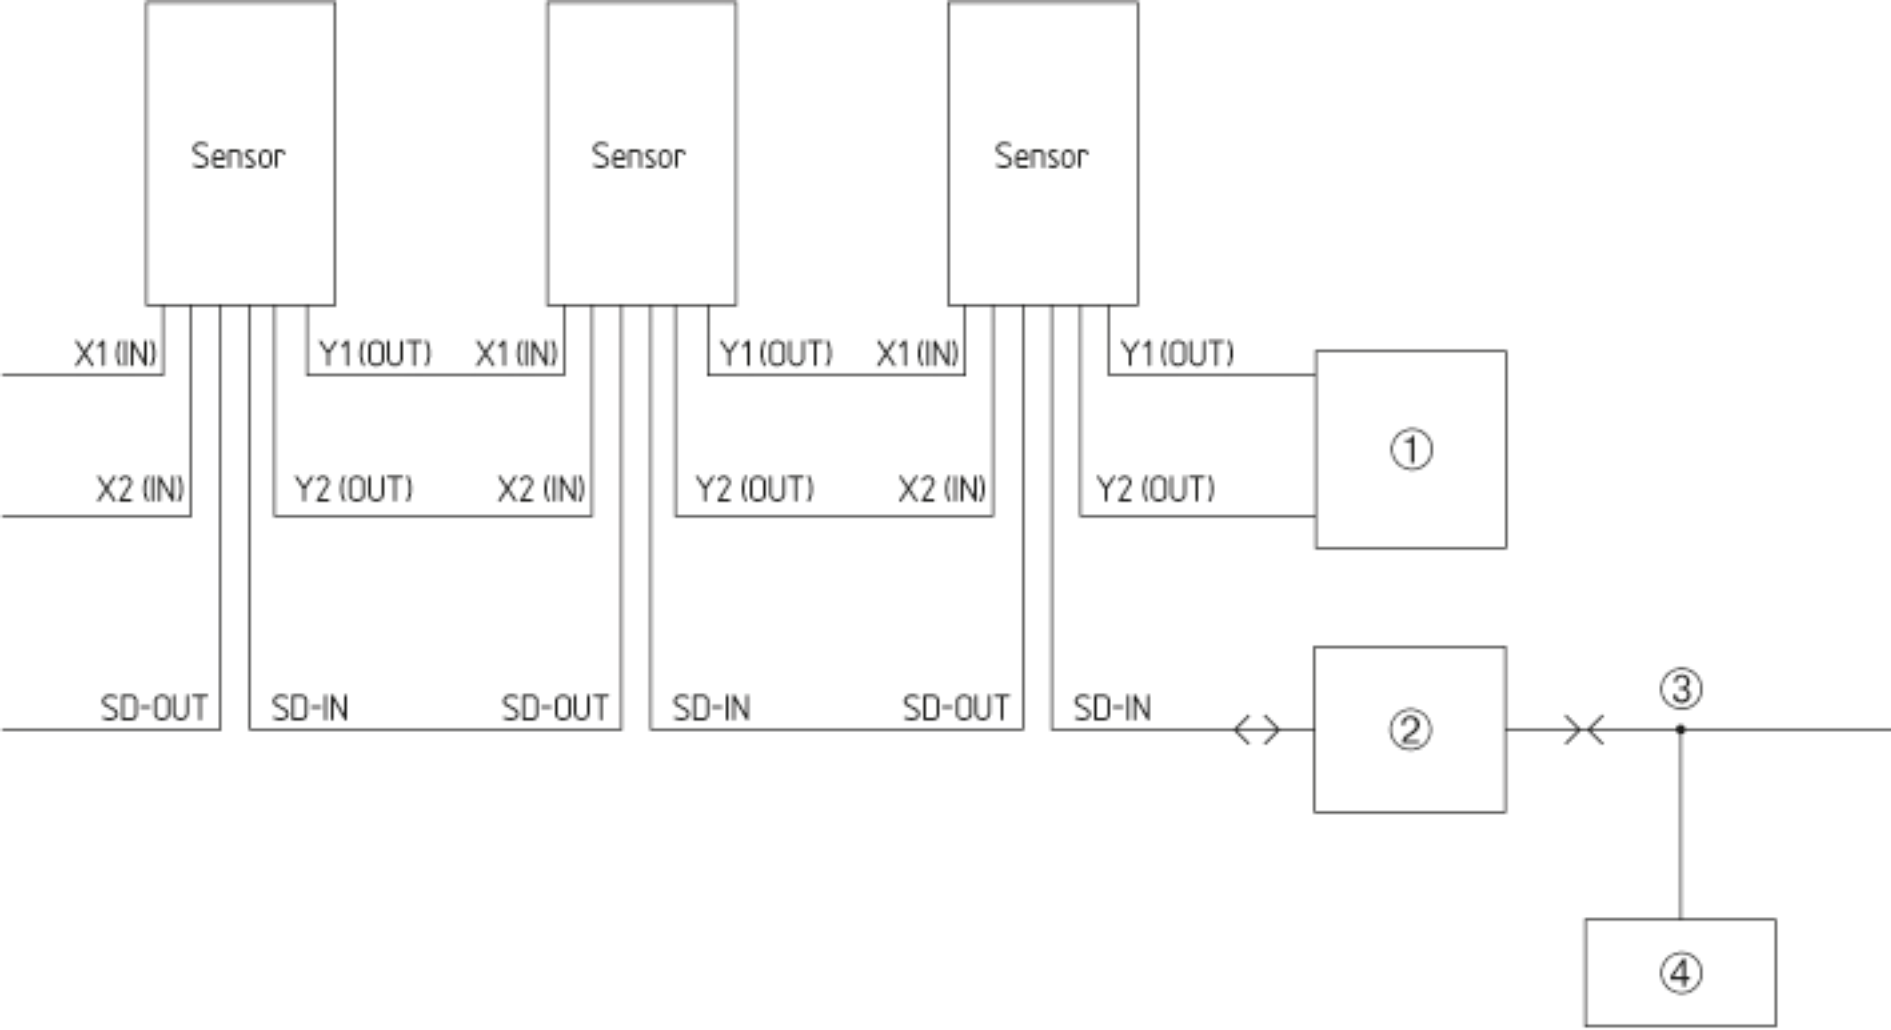 Sensor Sensor Sensor
X1 (IN) Y1 (OUT) X1 (IN) Y1 (OUT) X1 (IN) Y1 (OUT)
①
X2 (IN) Y2 (OUT) X2 (IN) Y2 (OUT) X2 (IN) Y2 (OUT)
③
SD-OUT SD-IN SD-OUT SD-IN SD-OUT SD-IN
②
④